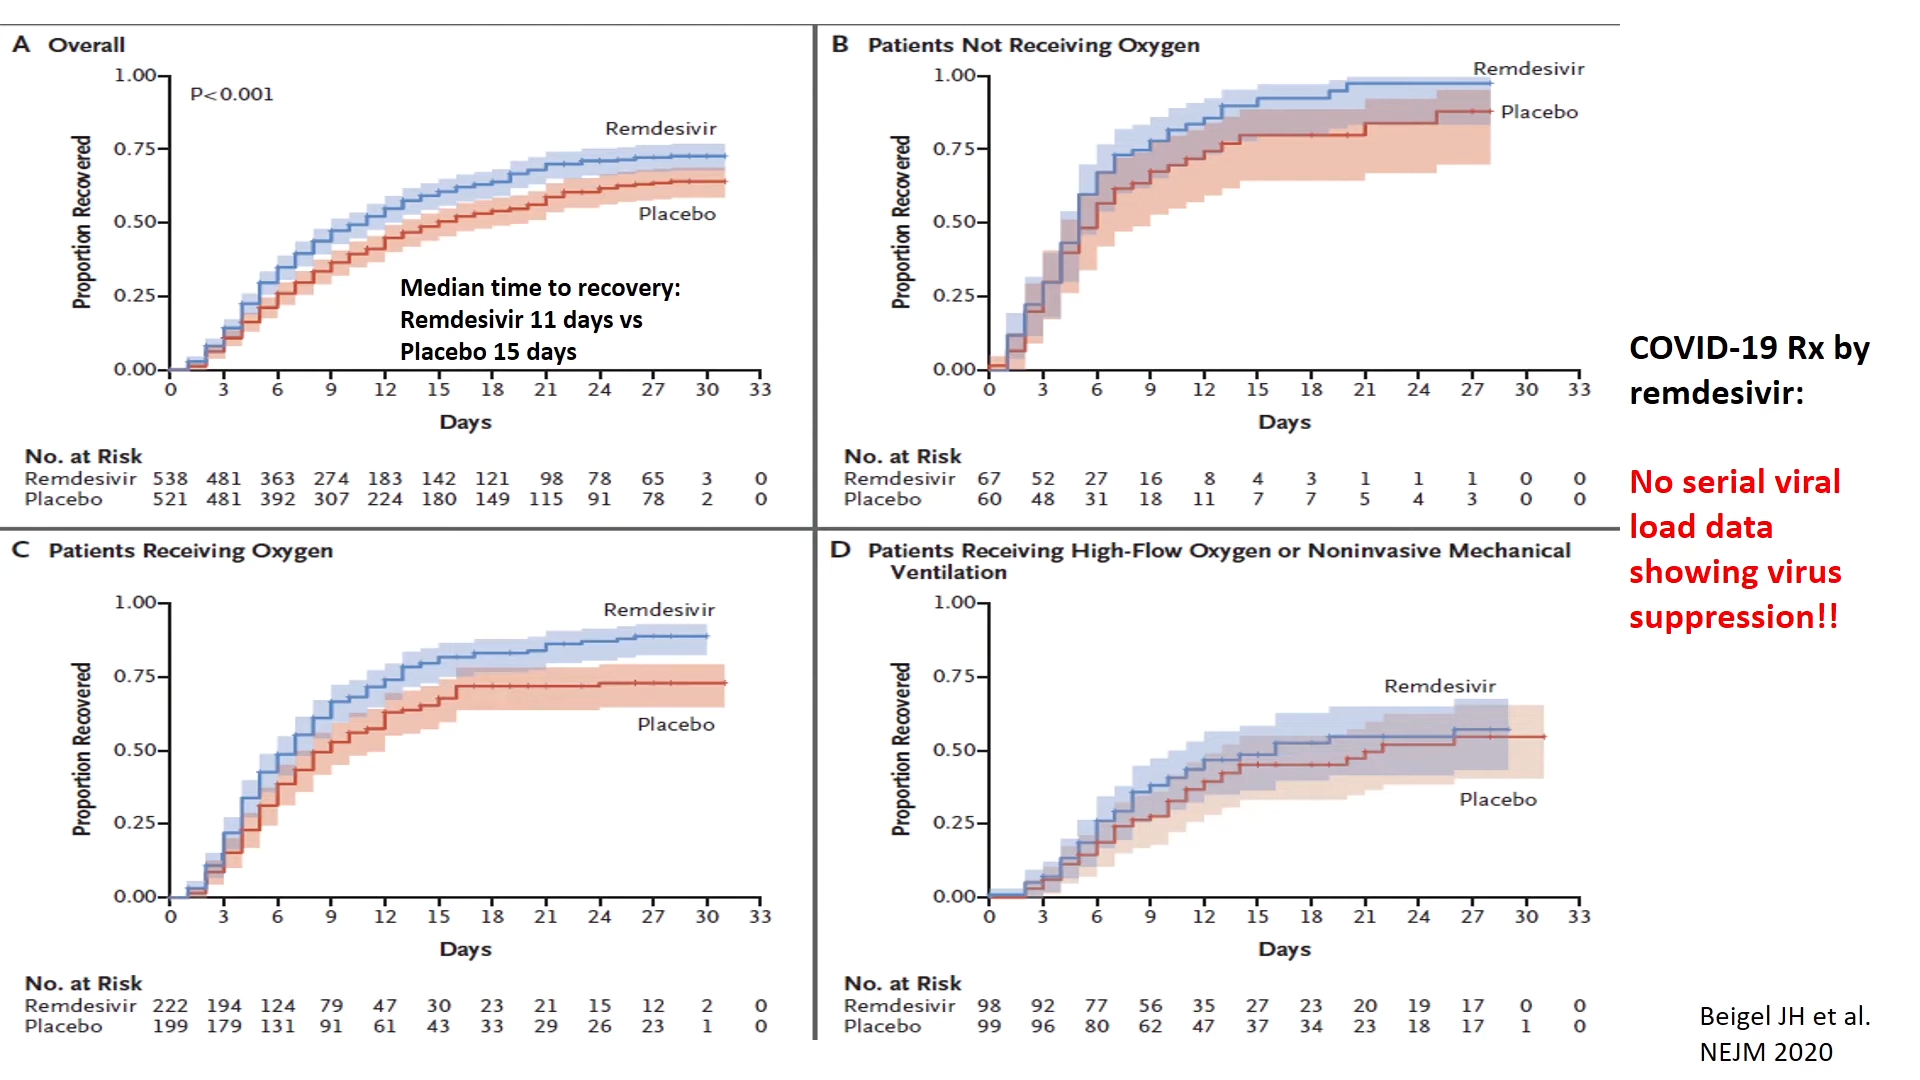 A Overall
1.00
P<0.001
Remdesivir
0.75
0.50
Placebo
0.25
Median time to recovery:
Remdesivir 11 days vs
Placebo 15 days
0.00
Proportion Recovered
0 3 6 9 12 15 18 21 24 27 30 33
Days
No. at Risk
Remdesivir 538 481 363 274 183 142 121 98 78 65 3 0
Placebo 521 481 392 307 224 180 149 115 91 78 2 0
B Patients Not Receiving Oxygen
1.00
Remdesivir
Placebo
0.75
0.50
0.25
0.00
Proportion Recovered
0 3 6 9 12 15 18 21 24 27 30 33
Days
No. at Risk
Remdesivir 67 52 27 16 8 4 3 1 1 1 0 0
Placebo 60 48 31 18 11 7 7 5 4 3 0 0
C Patients Receiving Oxygen
1.00
Remdesivir
0.75
Placebo
0.50
0.25
0.00
Proportion Recovered
0 3 6 9 12 15 18 21 24 27 30 33
Days
No. at Risk
Remdesivir 222 194 124 79 47 30 23 21 15 12 2 0
Placebo 199 179 131 91 61 43 33 29 26 23 1 0
D Patients Receiving High-Flow Oxygen or Noninvasive Mechanical
Ventilation
1.00
0.75
Remdesivir
0.50
Placebo
0.25
0.00
Proportion Recovered
0 3 6 9 12 15 18 21 24 27 30 33
Days
No. at Risk
Remdesivir 98 92 77 56 35 27 23 20 19 17 0 0
Placebo 99 96 80 62 47 37 34 23 18 17 1 0
COVID-19 Rx by
remdesivir:
No serial viral
load data
showing virus
suppression!!
Beigel JH et al.
NEJM 2020